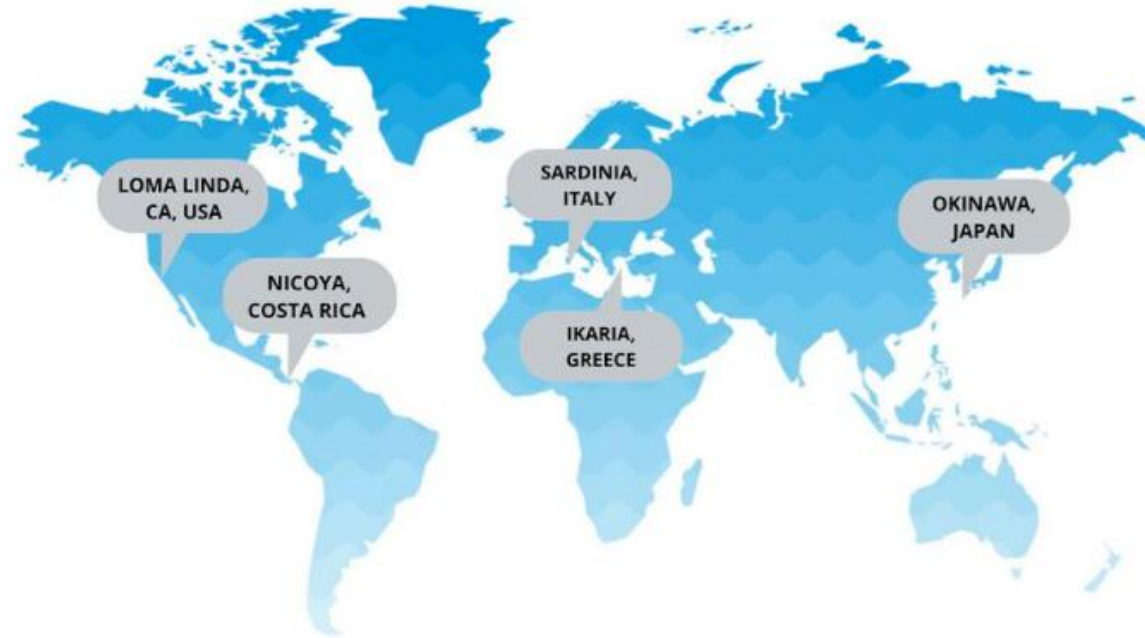 LOMA LINDA,
CA, USA
NICOYA,
COSTA RICA
SARDINIA,
ITALY
IKARIA,
GREECE
OKINAWA,
JAPAN